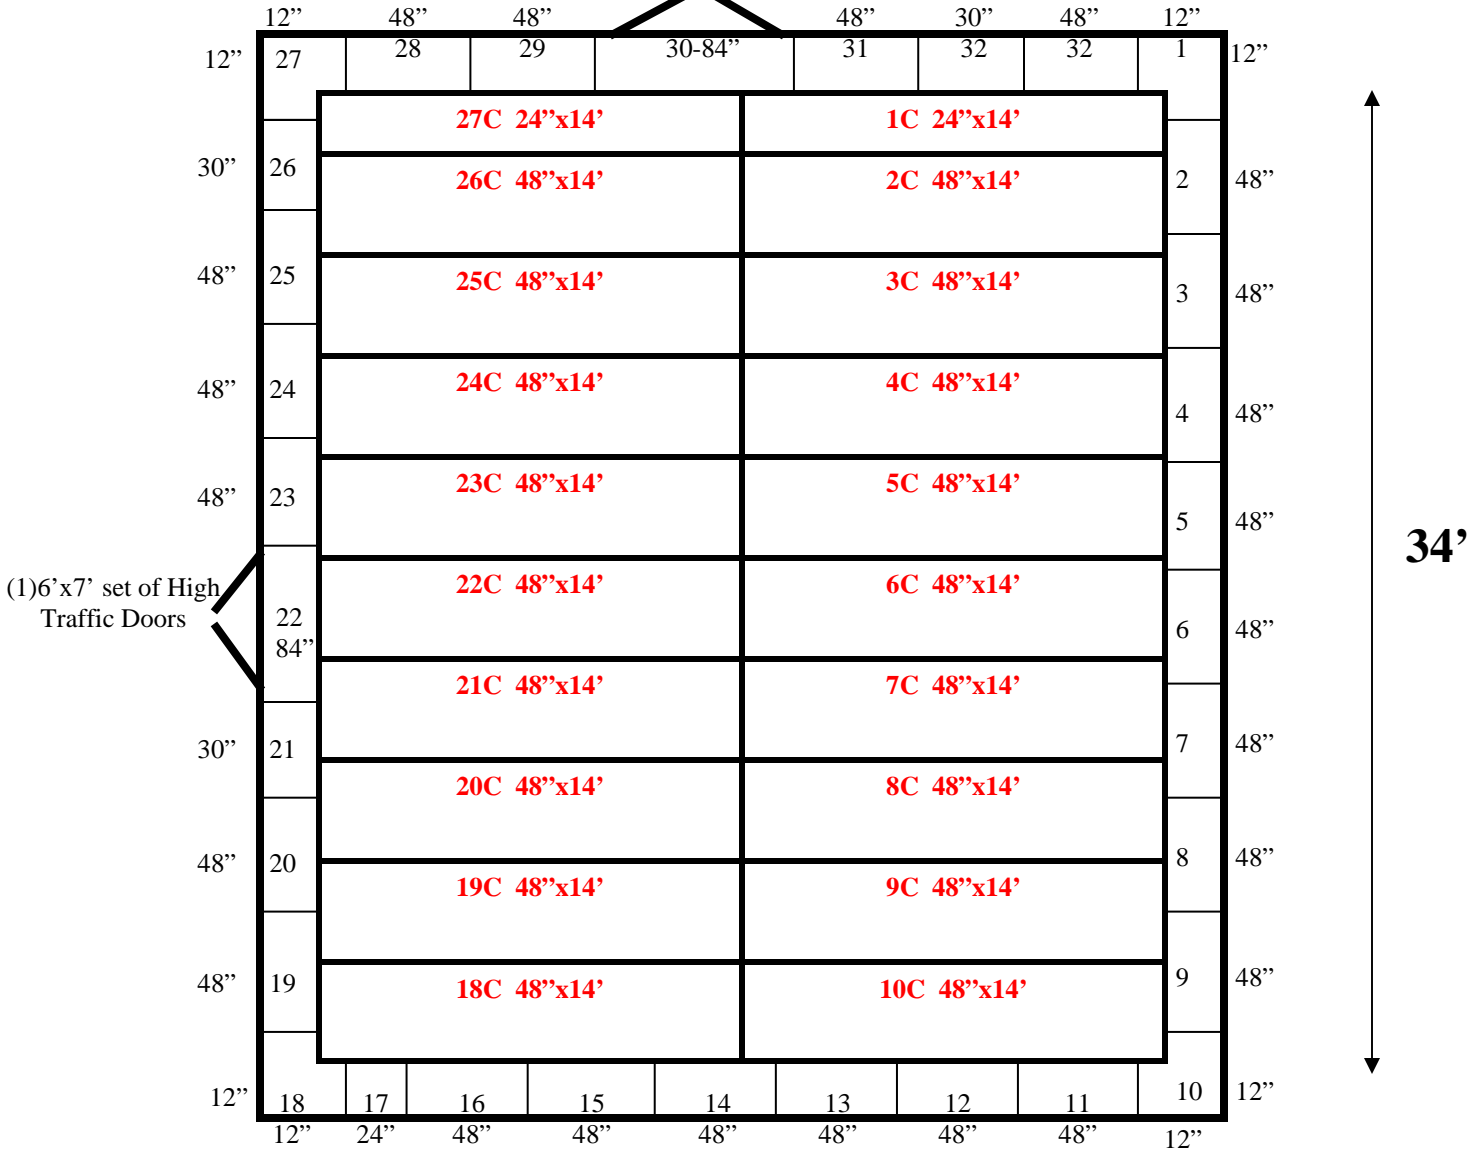 12” 48” 48” 48” 30” 48” 12”
12” 27 28 29 30-84” 31 32 32 1 12”
27C 24”x14’ 1C 24”x14’
30” 26 26C 48”x14’ 2C 48”x14’ 2 48”
48” 25 25C 48”x14’ 3C 48”x14’ 3 48”
48” 24 24C 48”x14’ 4C 48”x14’ 4 48”
48” 23 23C 48”x14’ 5C 48”x14’ 5 48”
34’
(1)6’x7’ set of High
Traffic Doors
22C 48”x14’ 6C 48”x14’
22 6 48”
84”
21C 48”x14’ 7C 48”x14’
30” 21 7 48”
20C 48”x14’ 8C 48”x14’
48” 20 8 48”
19C 48”x14’ 9C 48”x14’
48” 19 18C 48”x14’ 10C 48”x14’ 9 48”
12” 18 17 16 15 14 13 12 11 10 12”
12” 24” 48” 48” 48” 48” 48” 48” 12”